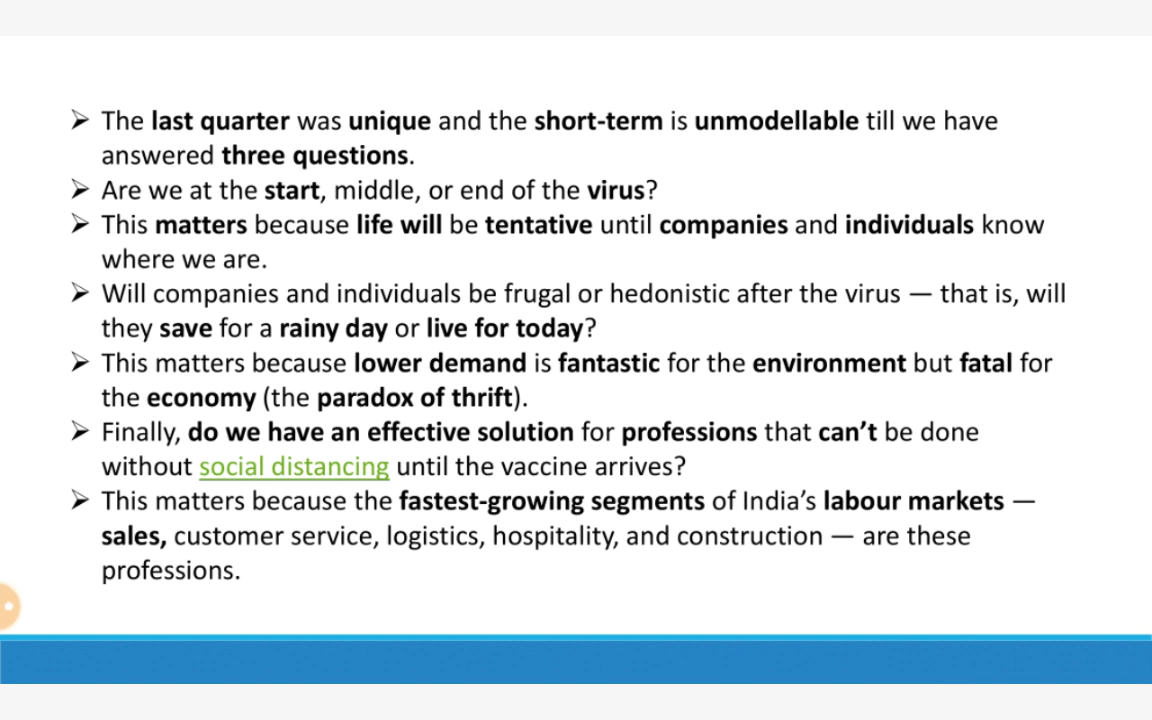 ➢ The last quarter was unique and the short-term is unmodellable till we have
answered three questions.
➢ Are we at the start, middle, or end of the virus?
➢ This matters because life will be tentative until companies and individuals know
where we are.
➢ Will companies and individuals be frugal or hedonistic after the virus — that is, will
they save for a rainy day or live for today?
➢ This matters because lower demand is fantastic for the environment but fatal for
the economy (the paradox of thrift).
➢ Finally, do we have an effective solution for professions that can’t be done
without social distancing until the vaccine arrives?
➢ This matters because the fastest-growing segments of India’s labour markets —
sales, customer service, logistics, hospitality, and construction — are these
professions.